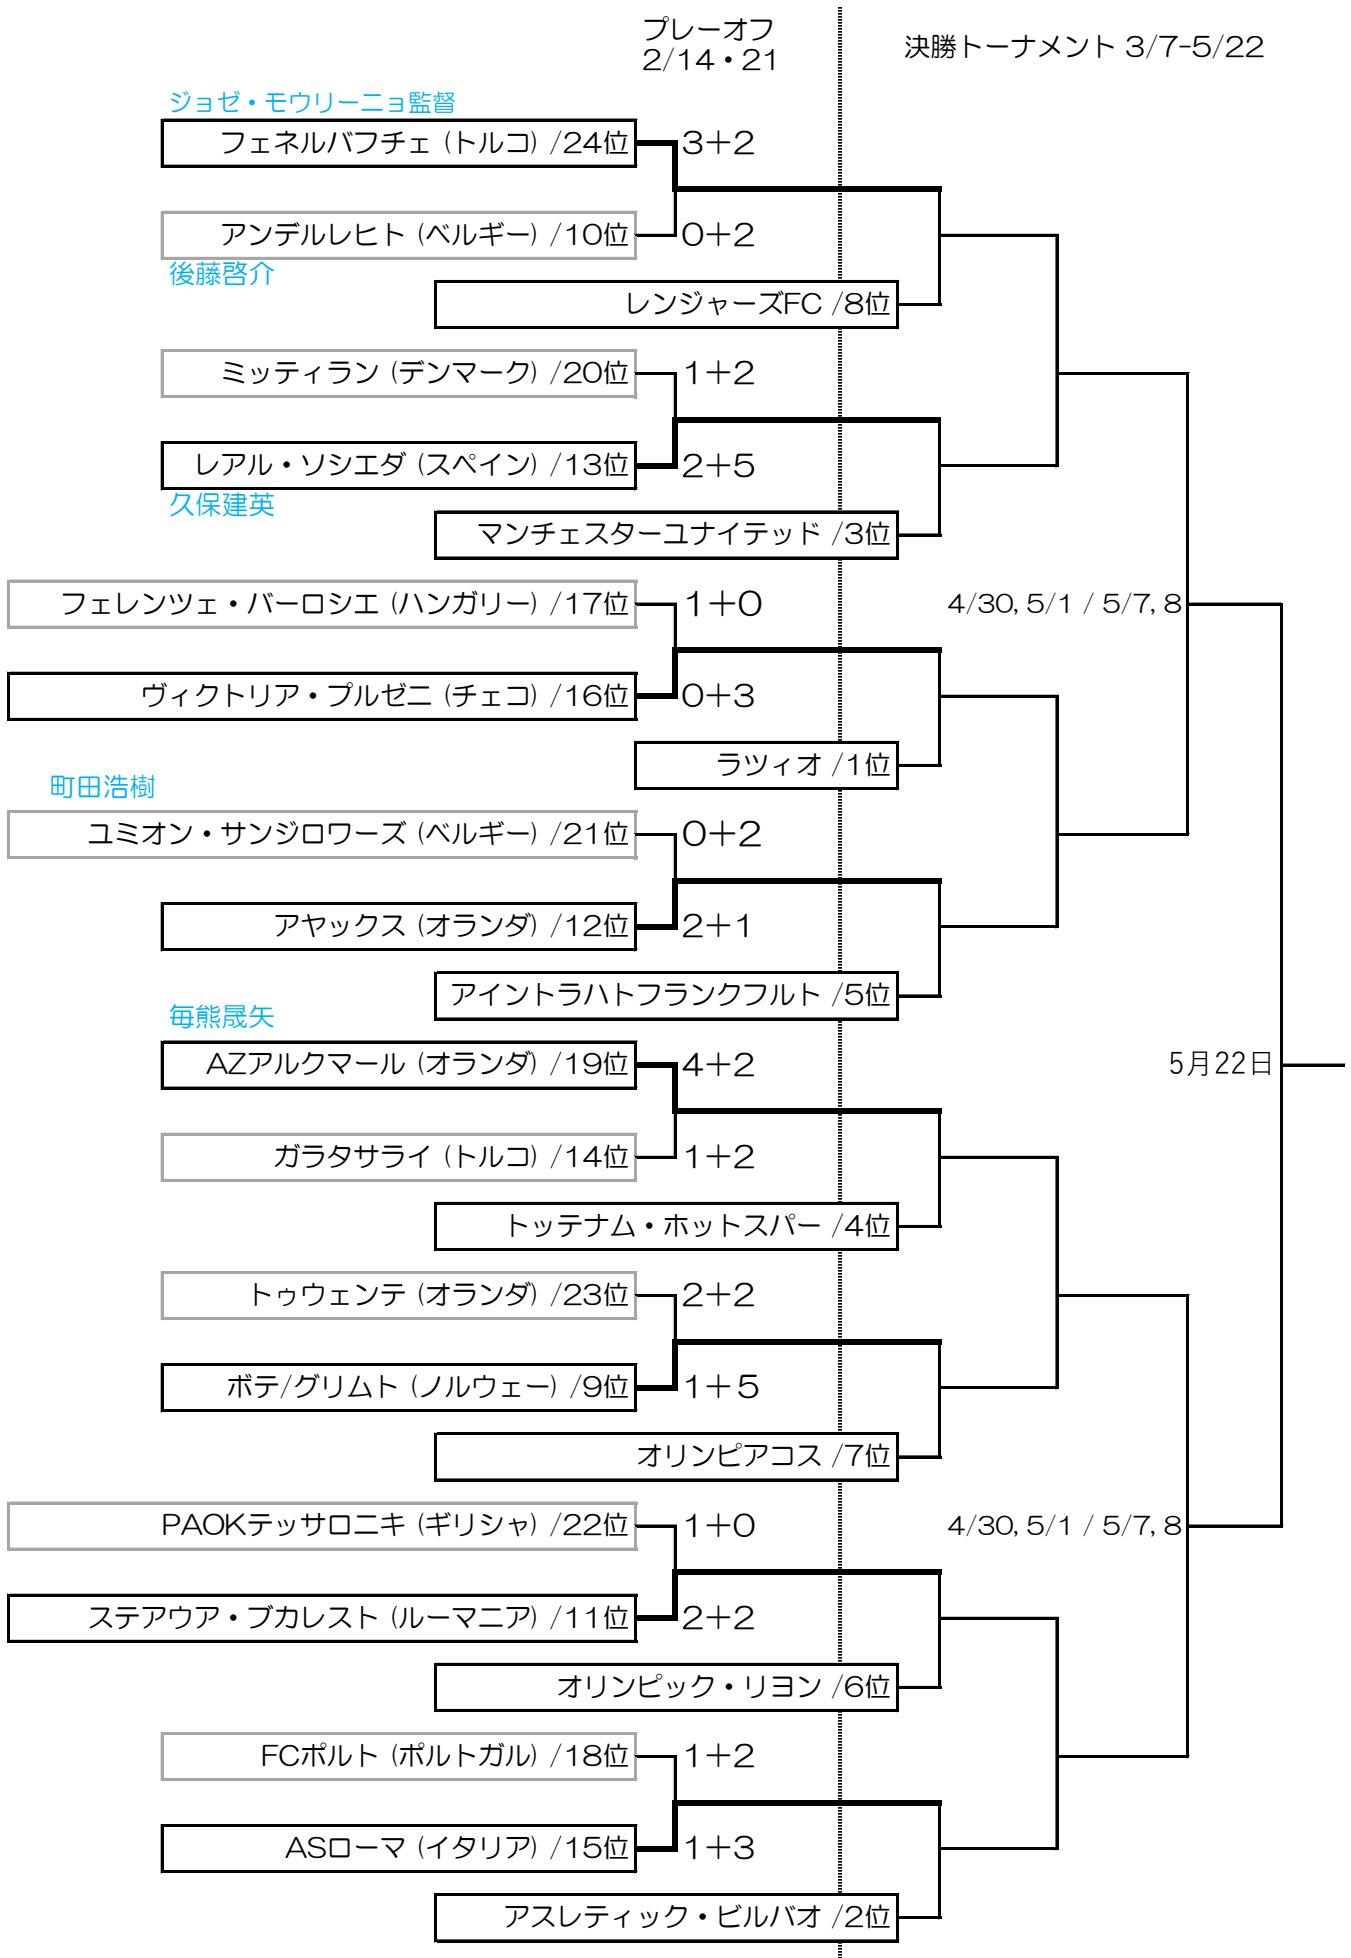 プレーオフ
2/14・21
決勝トーナメント 3/7-5/22
ジョゼ・モウリーニョ監督
フェネルバフチェ (トルコ) /24位
3+2
アンデルレヒト (ベルギー) /10位
0+2
後藤啓介
レンジャーズFC /8位
ミッティラン (デンマーク) /20位
1+2
レアル・ソシエダ (スペイン) /13位
2+5
久保建英
マンチェスターユナイテッド /3位
フェレンツェ・バーロシエ (ハンガリー) /17位
1+0
4/30, 5/1 / 5/7, 8
ヴィクトリア・プルゼニ (チェコ) /16位
0+3
ラツィオ /1位
町田浩樹
ユミオン・サンジロワーズ (ベルギー) /21位
0+2
アヤックス (オランダ) /12位
2+1
アイントラハトフランクフルト /5位
毎熊晟矢
AZアルクマール (オランダ) /19位
4+2
5月22日
ガラタサライ (トルコ) /14位
1+2
トッテナム・ホットスパー /4位
トゥウェンテ (オランダ) /23位
2+2
ボデ/グリムト (ノルウェー) /9位
1+5
オリンピアコス /7位
PAOKテッサロニキ (ギリシャ) /22位
1+0
4/30, 5/1 / 5/7, 8
ステアウア・ブカレスト (ルーマニア) /11位
2+2
オリンピック・リヨン /6位
FCポルト (ポルトガル) /18位
1+2
ASローマ (イタリア) /15位
1+3
アスレティック・ビルバオ /2位